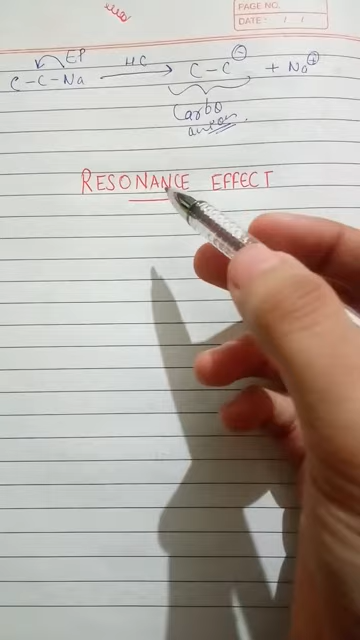 PAGE NO.
DATE : / /
EP
C-C-Na H.C C-C⊖ + Na⊕
Carbo
anion
RESONANCE EFFECT